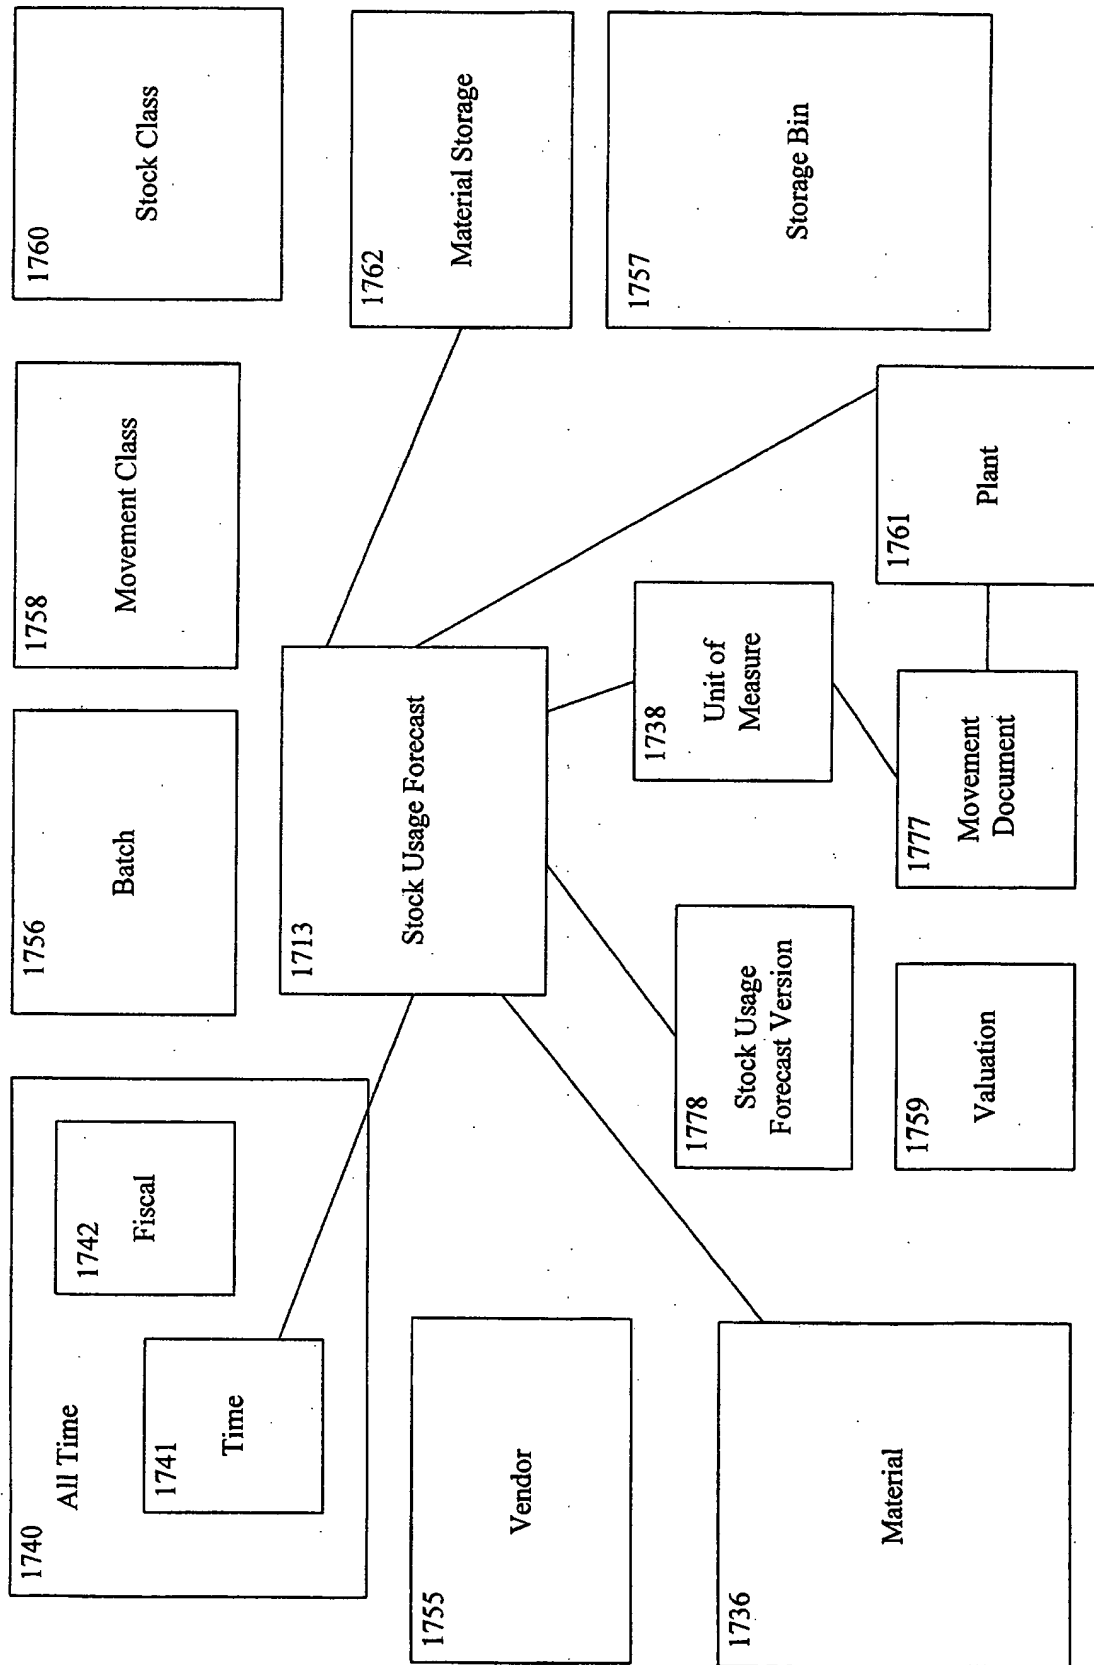 1740
All Time
1741
Time
1742
Fiscal
1756
Batch
1758
Movement Class
1760
Stock Class
1755
Vendor
1713
Stock Usage Forecast
1762
Material Storage
1736
Material
1778
Stock Usage
Forecast Version
1738
Unit of
Measure
1757
Storage Bin
1759
Valuation
1777
Movement
Document
1761
Plant